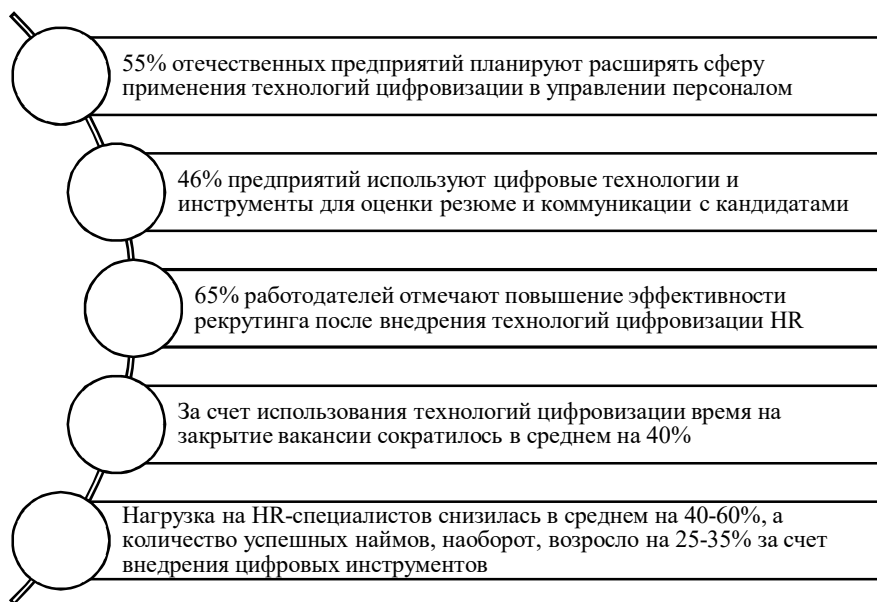 55% отечественных предприятий планируют расширять сферу
применения технологий цифровизации в управлении персоналом
46% предприятий используют цифровые технологии и
инструменты для оценки резюме и коммуникации с кандидатами
65% работодателей отмечают повышение эффективности
рекрутинга после внедрения технологий цифровизации HR
За счет использования технологий цифровизации время на
закрытие вакансии сократилось в среднем на 40%
Нагрузка на HR-специалистов снизилась в среднем на 40-60%, а
количество успешных наймов, наоборот, возросло на 25-35% за счет
внедрения цифровых инструментов